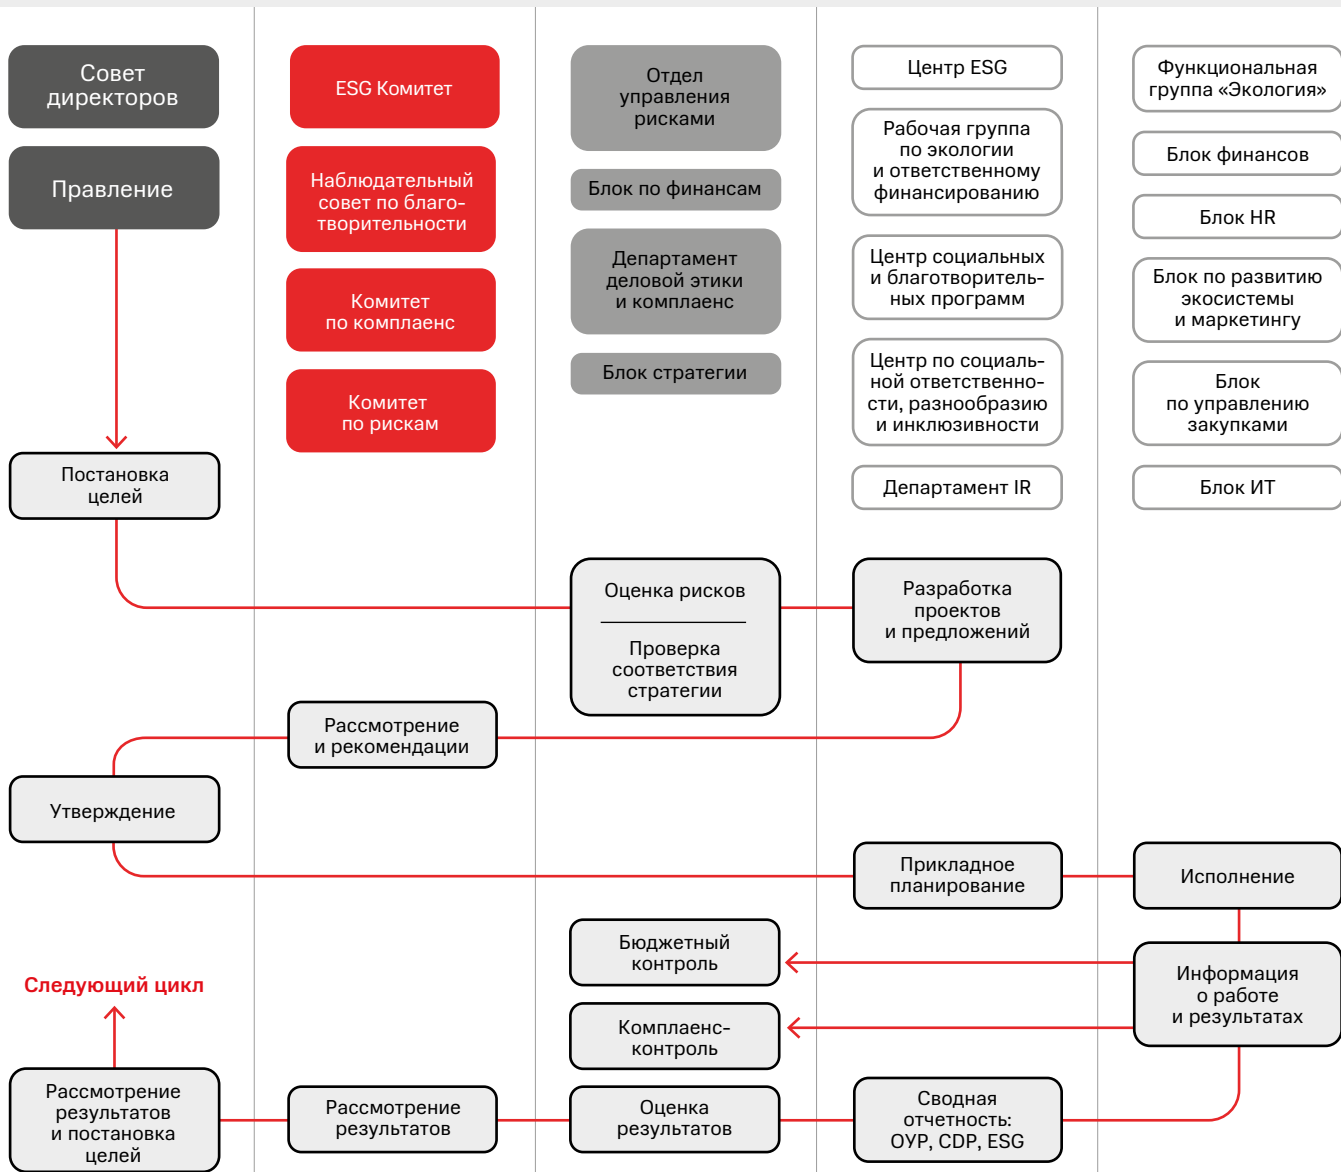 Совет
директоров
Правление
Постановка
целей
ESG Комитет
Наблюдательный
совет по благо-
творительности
Комитет
по комплаенс
Комитет
по рискам
Отдел
управления
рисками
Блок по финансам
Департамент
деловой этики
и комплаенс
Блок стратегии
Центр ESG
Рабочая группа
по экологии
и ответственному
финансированию
Центр социальных
и благотворитель-
ных программ
Центр по социаль-
ной ответственно-
сти, разнообразию
и инклюзивности
Департамент IR
Функциональная
группа «Экология»
Блок финансов
Блок HR
Блок по развитию
экосистемы
и маркетингу
Блок
по управлению
закупками
Блок ИТ
Оценка рисков
Проверка
соответствия
стратегии
Разработка
проектов
и предложений
Рассмотрение
и рекомендации
Утверждение
Прикладное
планирование
Исполнение
Бюджетный
контроль
Информация
о работе
и результатах
Комплаенс-
контроль
Следующий цикл
Рассмотрение
результатов
и постановка
целей
Рассмотрение
результатов
Оценка
результатов
Сводная
отчетность:
ОУР, CDP, ESG